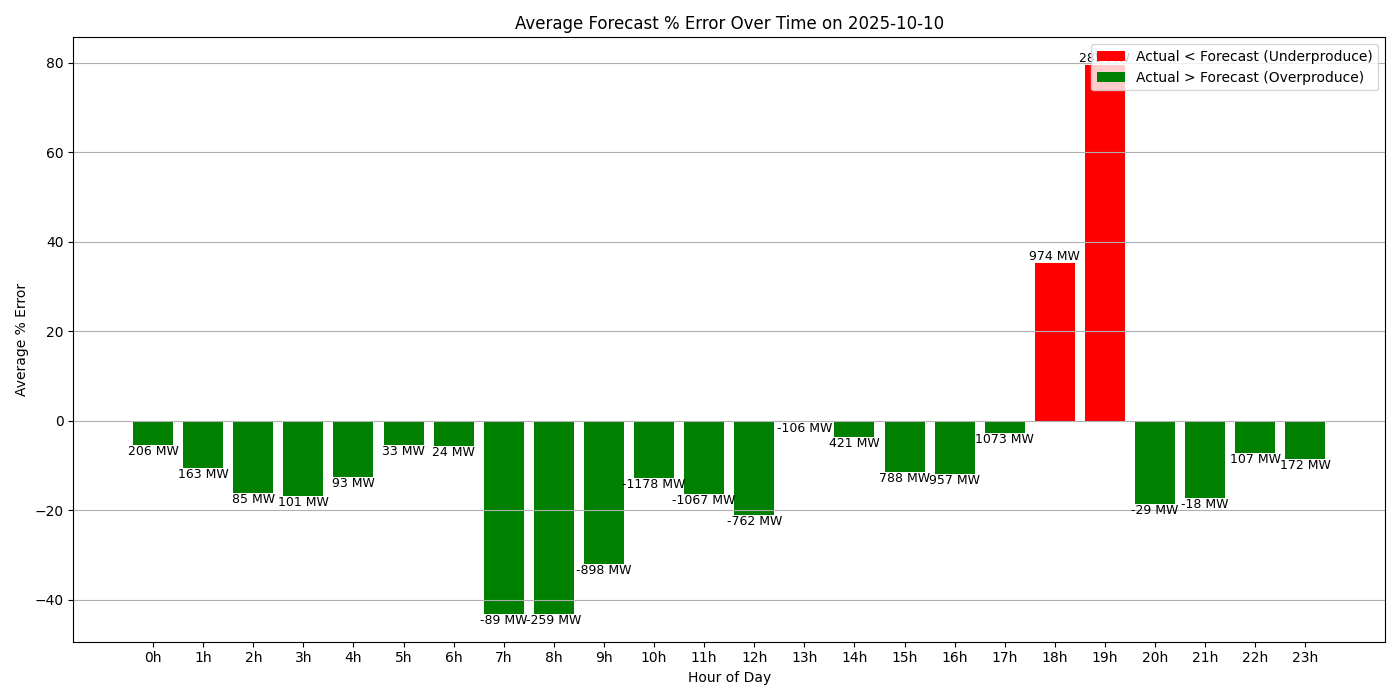 Average Forecast % Error Over Time on 2025-10-10
Actual < Forecast (Underproduce)
Actual > Forecast (Overproduce)
Average % Error
80
60
40
20
0
−20
−40
974 MW
206 MW
163 MW
85 MW
101 MW
93 MW
33 MW
24 MW
-89 MW
-259 MW
-898 MW
-1178 MW
-1067 MW
-762 MW
-106 MW
421 MW
788 MW
957 MW
1073 MW
-29 MW
-18 MW
107 MW
172 MW
0h 1h 2h 3h 4h 5h 6h 7h 8h 9h 10h 11h 12h 13h 14h 15h 16h 17h 18h 19h 20h 21h 22h 23h
Hour of Day